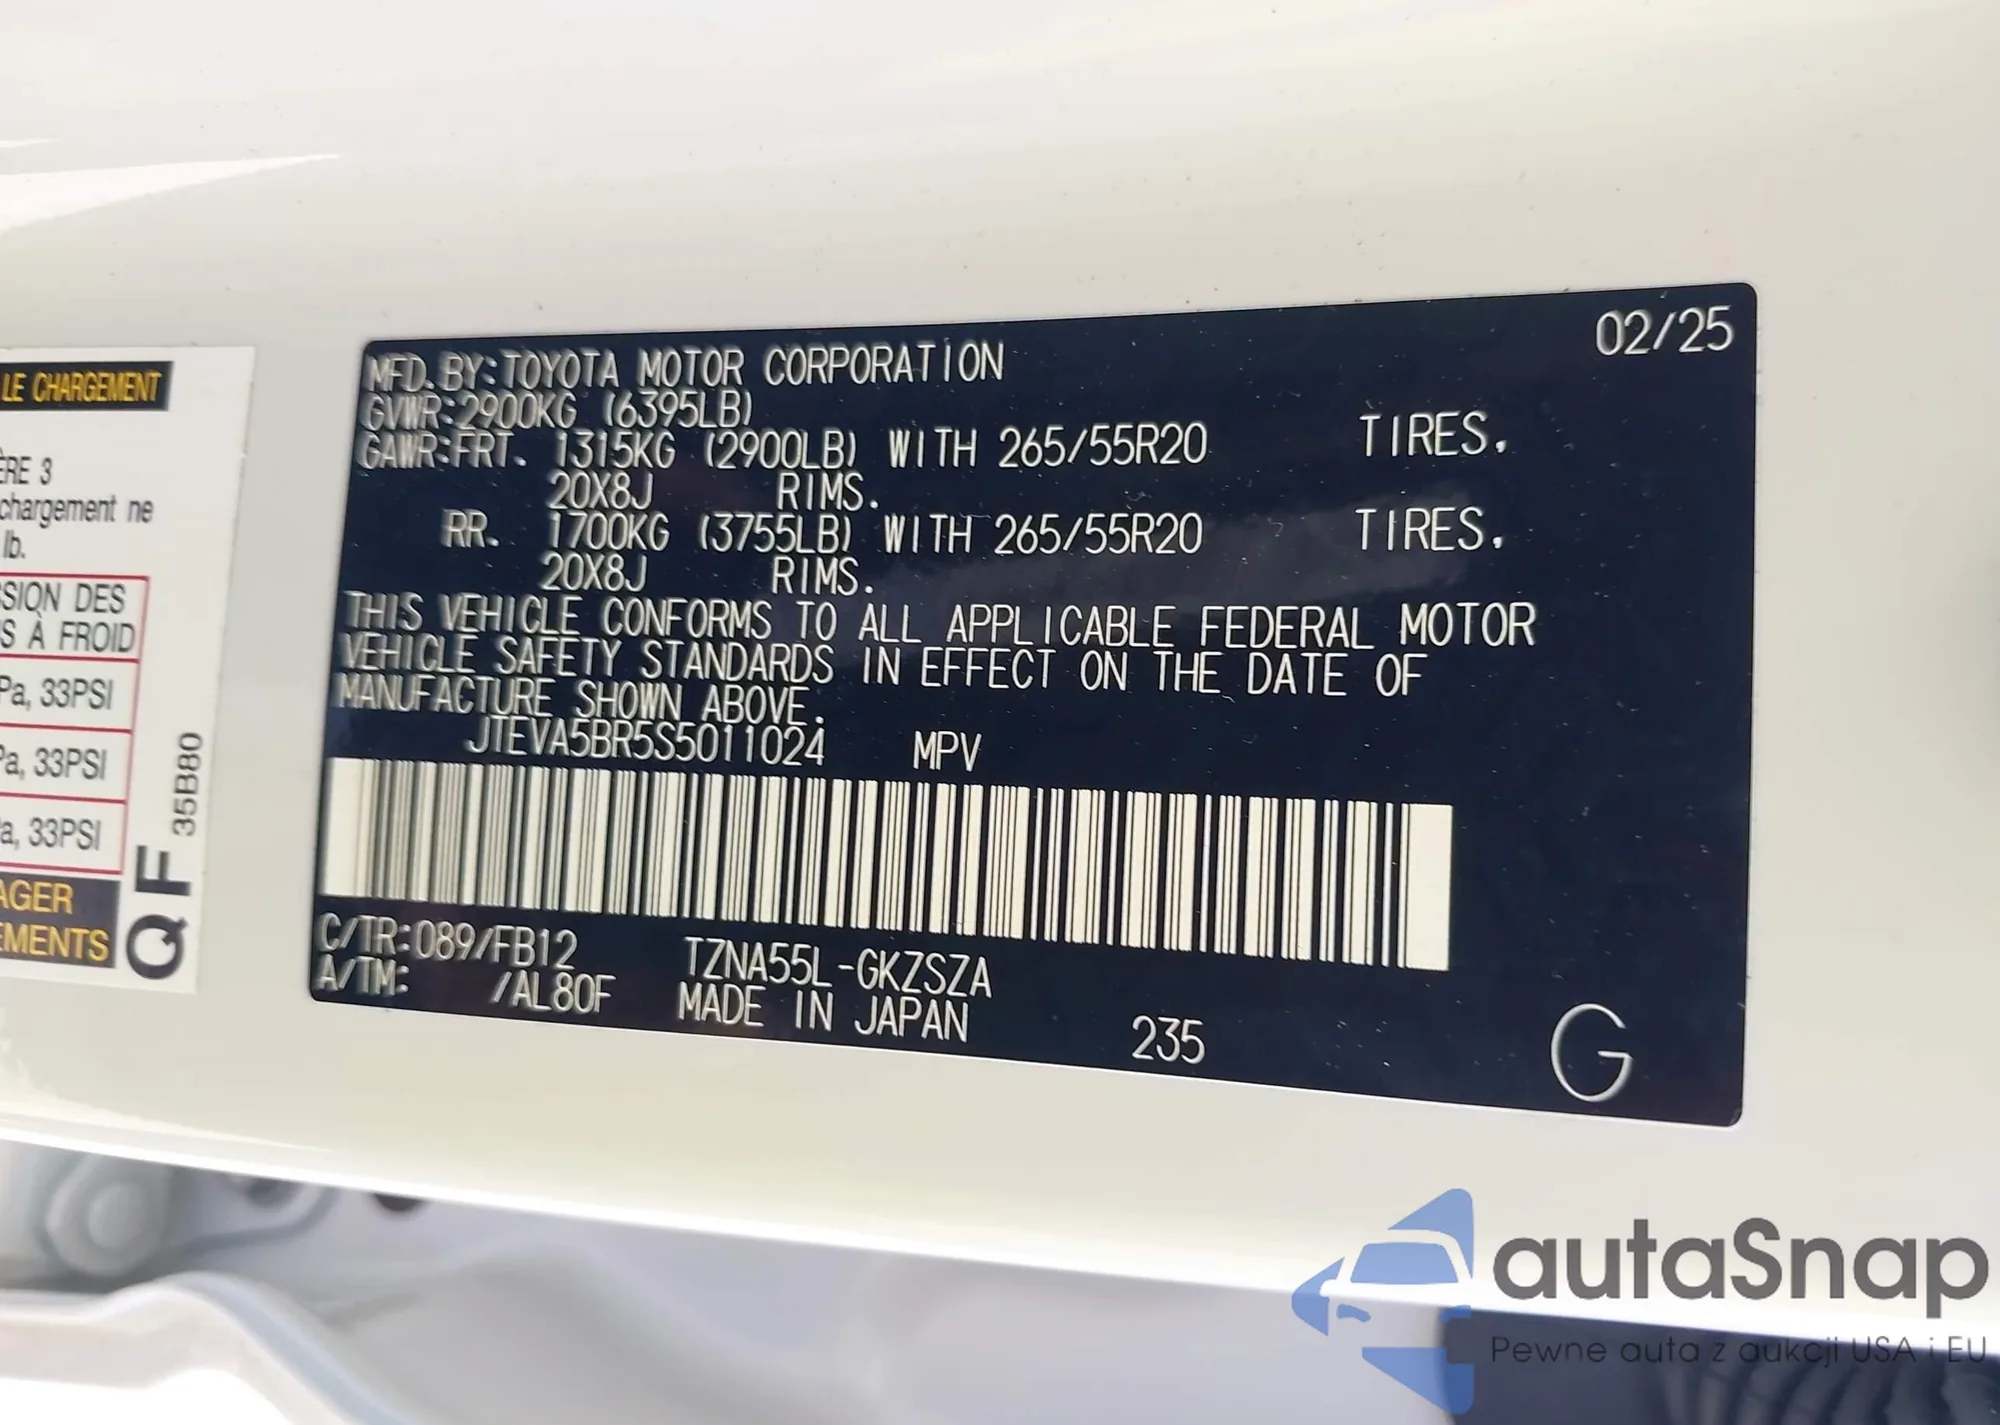 LE CHARGEMENT
ÈRE 3
chargement ne
lb.
SSION DES
S À FROID
Pa, 33PSI
Pa, 33PSI
a, 33PSI
AGER
EMENTS
QF
35B80
02/25
MFD.BY:TOYOTA MOTOR CORPORATION
GVWR:2900KG (6395LB)
GAWR:FRT. 1315KG (2900LB) WITH 265/55R20 TIRES.
20X8J RIMS.
RR. 1700KG (3755LB) WITH 265/55R20 TIRES.
20X8J RIMS.
THIS VEHICLE CONFORMS TO ALL APPLICABLE FEDERAL MOTOR
VEHICLE SAFETY STANDARDS IN EFFECT ON THE DATE OF
MANUFACTURE SHOWN ABOVE.
JTEVA5BR5S5011024 MPV
C/TR:089/FB12 TZNA55L-GKZSZA
A/TM: /AL80F MADE IN JAPAN 235 G
autaSnap
Pewne auta z aukcji USA i EU